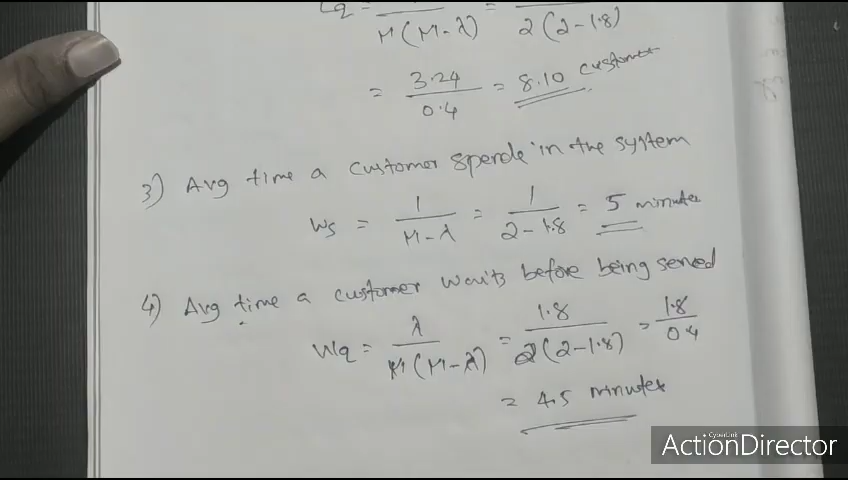 Lq = / μ(μ-λ) = / 2(2-1.8)
= 3.24 / 0.4 = 8.10 customer
3) Avg time a customer spends in the system
Ws = 1 / μ-λ = 1 / 2-1.8 = 5 minutes
4) Avg time a customer waits before being served
Wq = λ / μ(μ-λ) = 1.8 / 2(2-1.8) = 1.8 / 0.4
= 4.5 minutes
CyberLink
ActionDirector